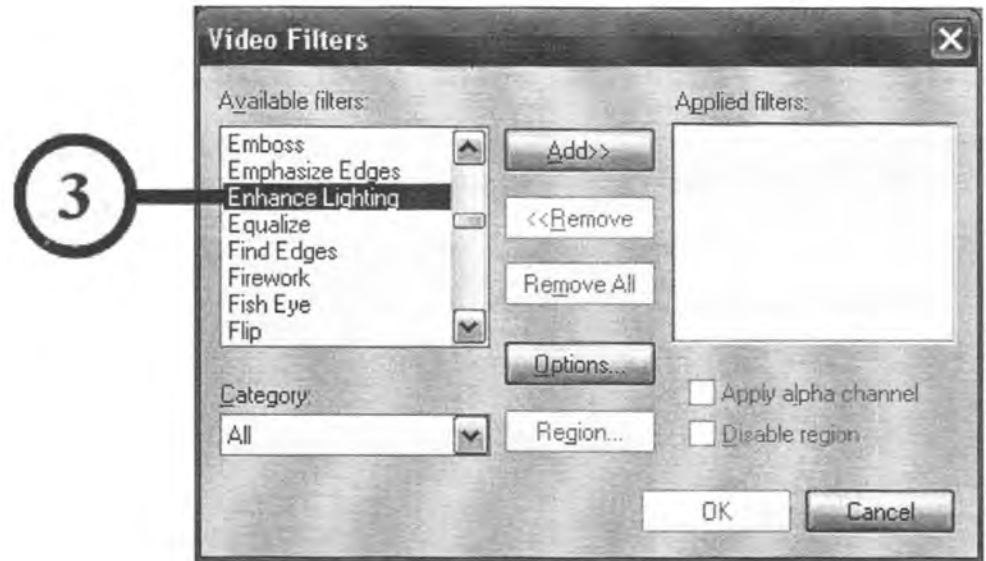 Video Filters
Available filters:
Applied filters:
Emboss
Emphasize Edges
Enhance Lighting
Equalize
Find Edges
Firework
Fish Eye
Flip
Add>>
<<Remove
Remove All
Options...
Region...
Category:
All
Apply alpha channel
Disable region
OK
Cancel
3